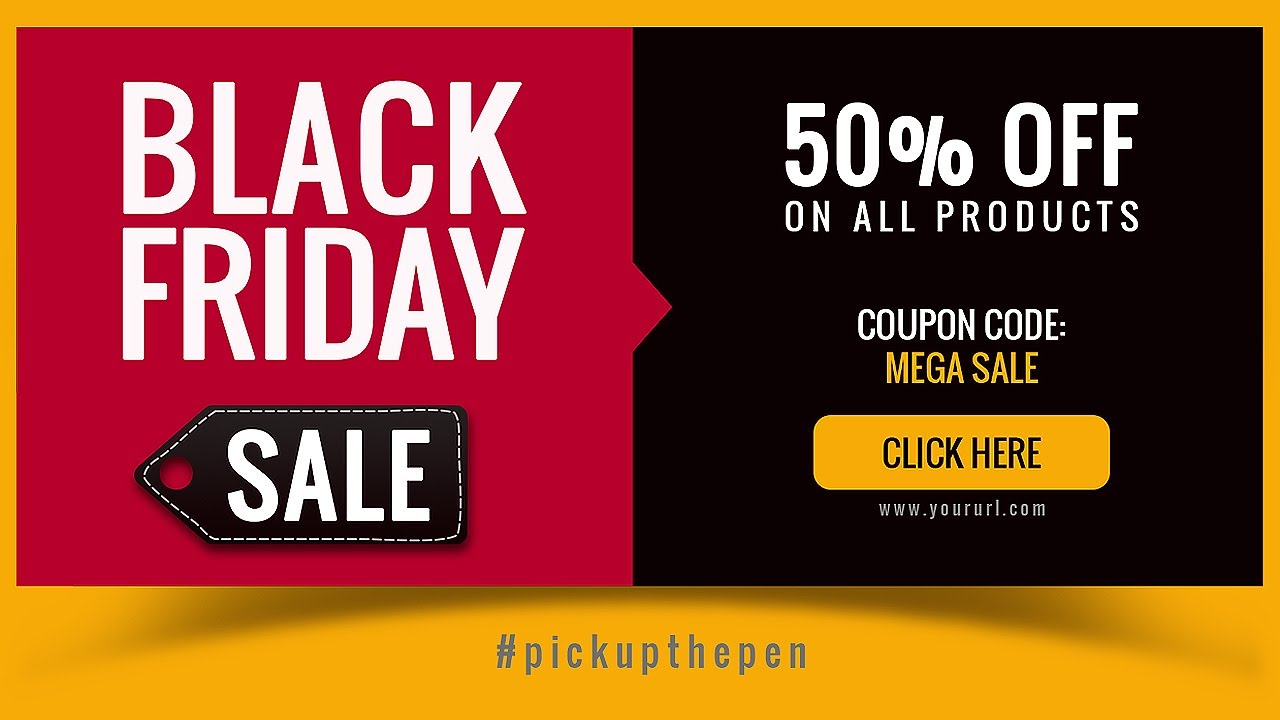 BLACK
FRIDAY
SALE
50% OFF
ON ALL PRODUCTS
COUPON CODE:
MEGA SALE
CLICK HERE
www.yoururl.com
#pickupthepen